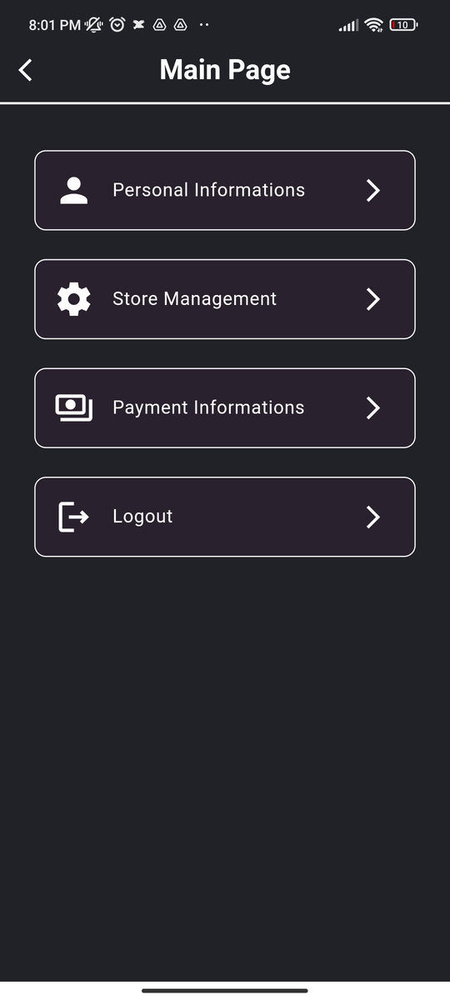 8:01 PM
10
Main Page
Personal Informations
Store Management
Payment Informations
Logout